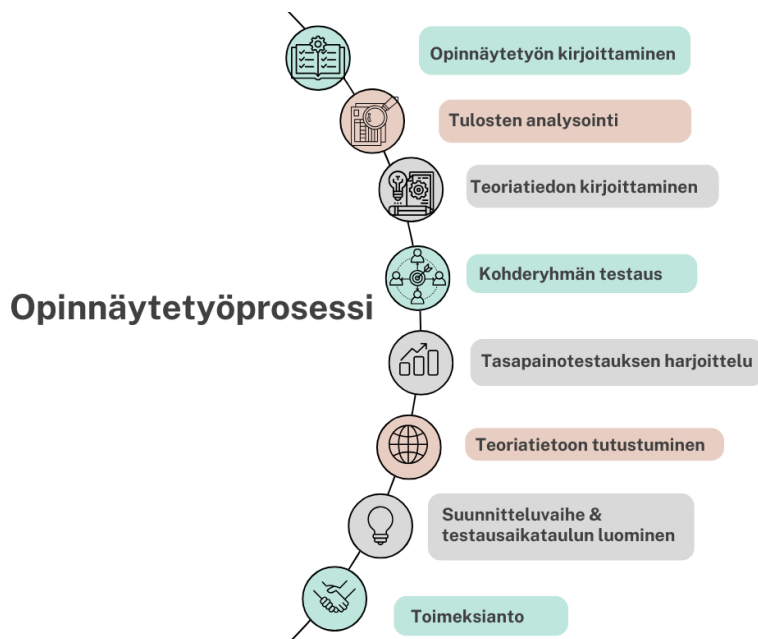 Opinnäytetyön kirjoittaminen
Tulosten analysointi
Teoriatiedon kirjoittaminen
Kohderyhmän testaus
Opinnäytetyöprosessi
Tasapainotestauksen harjoittelu
Teoriatietoon tutustuminen
Suunnitteluvaihe &
testausaikataulun luominen
Toimeksianto